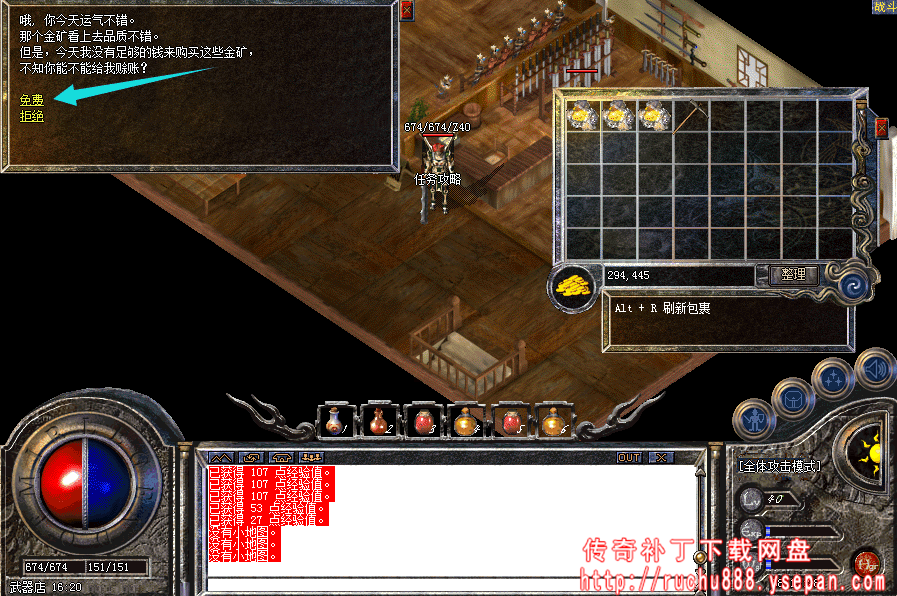 哦，你今天运气不错。
那个金矿看上去品质不错。
但是，今天我没有足够的钱来购买这些金矿，
不知你能不能给我赊账？
免费
拒绝
战斗
674/674/Z40
任务攻略
294,445
整理
Alt + R 刷新包裹
1
2
3
4
5
6
OUT
已获得 107 点经验值。
已获得 107 点经验值。
已获得 107 点经验值。
已获得 53 点经验值。
已获得 27 点经验值。
没有小地图。
没有小地图。
没有小地图。
[全体攻击模式]
40
674/674
151/151
武器店 16:20
传奇补丁下载网盘
http://ruchu888.ysepan.com